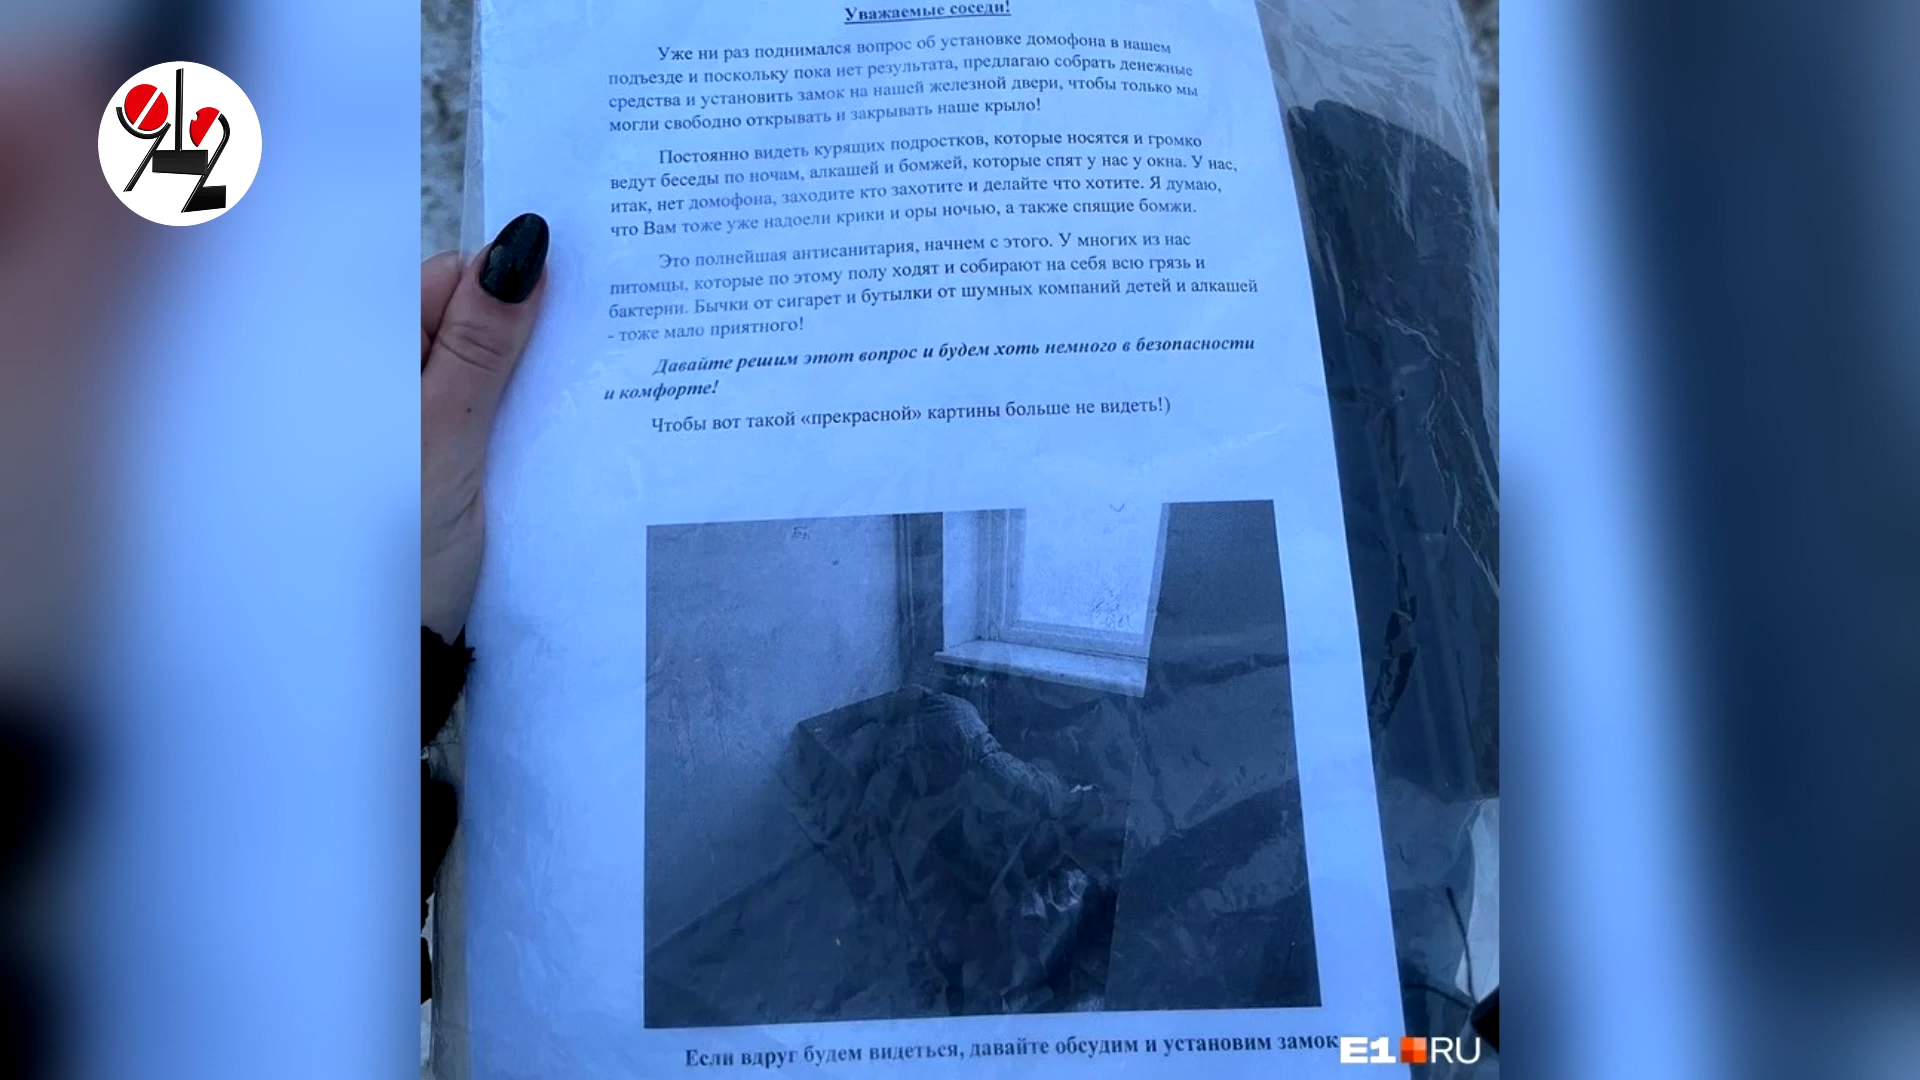 Уважаемые соседи!
Уже ни раз поднимался вопрос об установке домофона в нашем
подъезде и поскольку пока нет результата, предлагаю собрать денежные
средства и установить замок на нашей железной двери, чтобы только мы
могли свободно открывать и закрывать наше крыло!
Постоянно видеть курящих подростков, которые носятся и громко
ведут беседы по ночам, алкашей и бомжей, которые спят у нас у окна. У нас,
итак, нет домофона, заходите кто захотите и делайте что хотите. Я думаю,
что Вам тоже уже надоели крики и оры ночью, а также спящие бомжи.
Это полнейшая антисанитария, начнем с этого. У многих из нас
питомцы, которые по этому полу ходят и собирают на себя всю грязь и
бактерии. Бычки от сигарет и бутылки от шумных компаний детей и алкашей
- тоже мало приятного!
Давайте решим этот вопрос и будем хоть немного в безопасности
и комфорте!
Чтобы вот такой «прекрасной» картины больше не видеть!)
Если вдруг будем видеться, давайте обсудим и установим замок
E1 RU